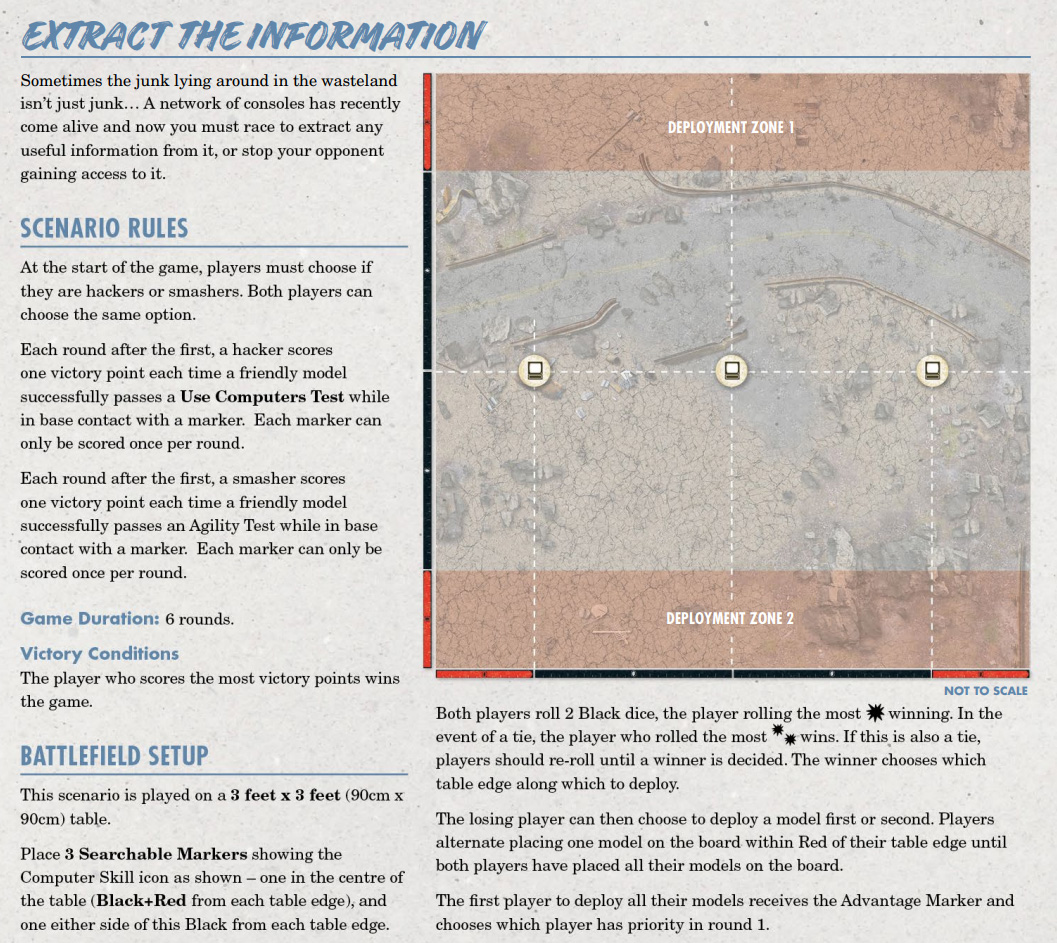 EXTRACT THE INFORMATION
Sometimes the junk lying around in the wasteland
isn't just junk... A network of consoles has recently
come alive and now you must race to extract any
useful information from it, or stop your opponent
gaining access to it.
SCENARIO RULES
At the start of the game, players must choose if
they are hackers or smashers. Both players can
choose the same option.
Each round after the first, a hacker scores
one victory point each time a friendly model
successfully passes a Use Computers Test while
in base contact with a marker.  Each marker can
only be scored once per round.
Each round after the first, a smasher scores
one victory point each time a friendly model
successfully passes an Agility Test while in base
contact with a marker.  Each marker can only be
scored once per round.
Game Duration: 6 rounds.
Victory Conditions
The player who scores the most victory points wins
the game.
BATTLEFIELD SETUP
This scenario is played on a 3 feet x 3 feet (90cm x
90cm) table.
Place 3 Searchable Markers showing the
Computer Skill icon as shown – one in the centre of
the table (Black+Red from each table edge), and
one either side of this Black from each table edge.
DEPLOYMENT ZONE 1
DEPLOYMENT ZONE 2
NOT TO SCALE
Both players roll 2 Black dice, the player rolling the most winning. In the
event of a tie, the player who rolled the most wins. If this is also a tie,
players should re-roll until a winner is decided. The winner chooses which
table edge along which to deploy.
The losing player can then choose to deploy a model first or second. Players
alternate placing one model on the board within Red of their table edge until
both players have placed all their models on the board.
The first player to deploy all their models receives the Advantage Marker and
chooses which player has priority in round 1.